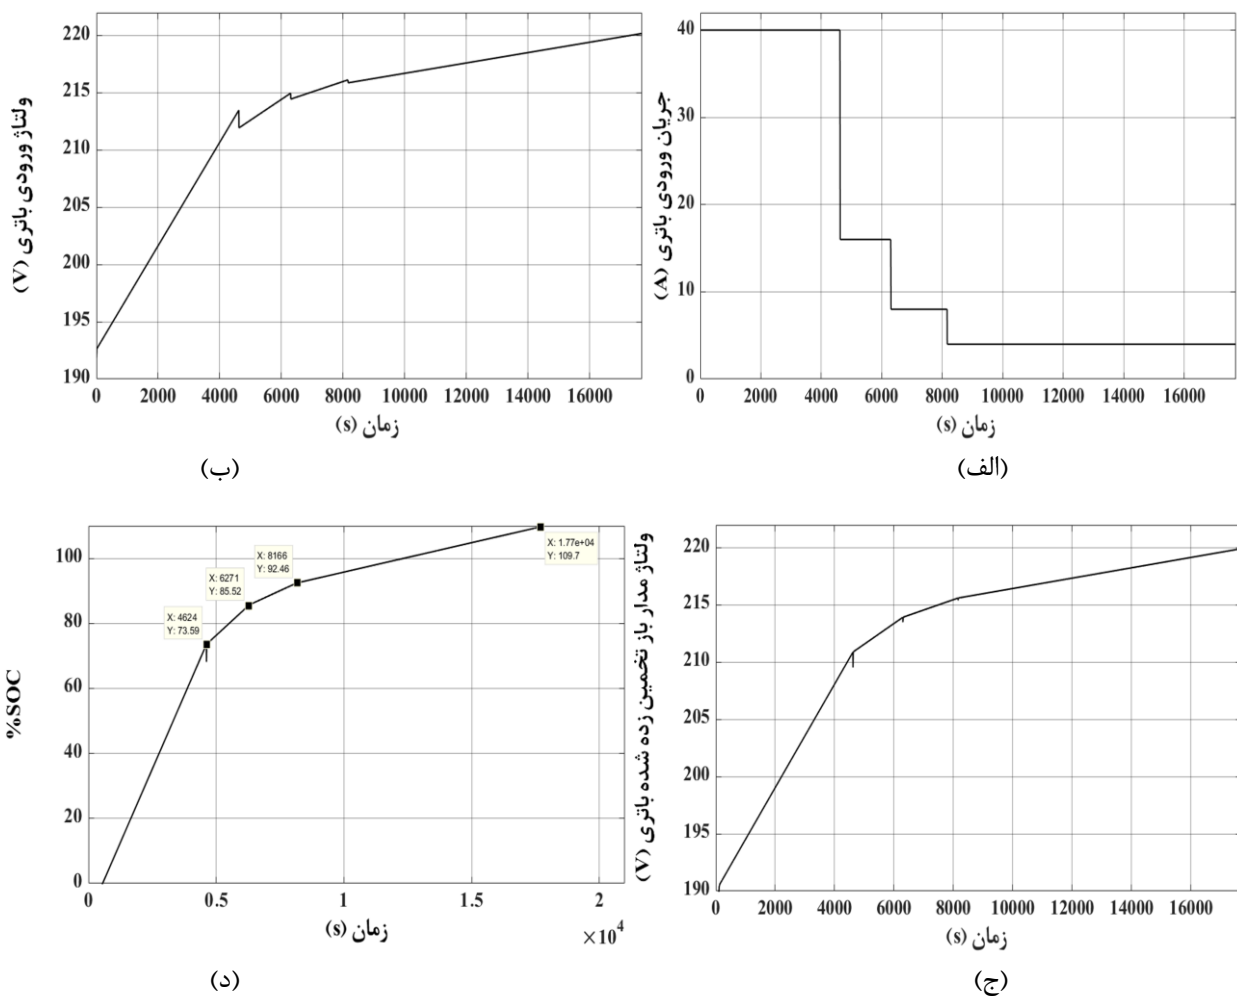 220
215
210
205
200
195
190
0 2000 4000 6000 8000 10000 12000 14000 16000
ولتاژ ورودی باتری (V)
زمان (s)
(ب)
40
30
20
10
0
0 2000 4000 6000 8000 10000 12000 14000 16000
جریان ورودی باتری (A)
زمان (s)
(الف)
100
80
60
40
20
0
0 0.5 1 1.5 2
×10⁴
%SOC
X: 4624
Y: 73.59
X: 6271
Y: 85.52
X: 8166
Y: 92.46
X: 1.77e+04
Y: 109.7
زمان (s)
(د)
220
215
210
205
200
195
190
0 2000 4000 6000 8000 10000 12000 14000 16000
ولتاژ مدار باز تخمین زده شده باتری (V)
زمان (s)
(ج)